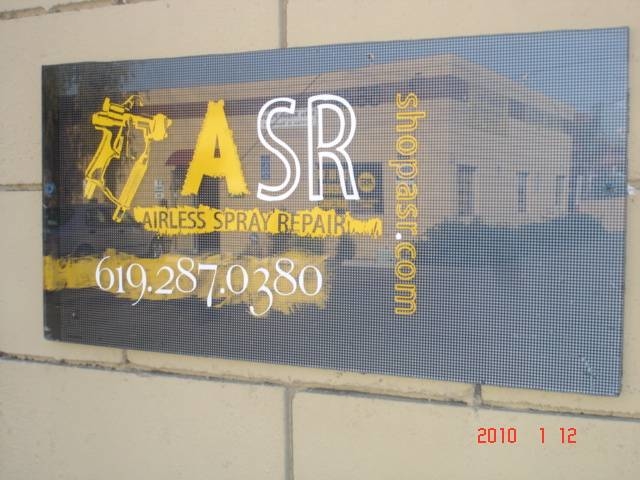 ASR
AIRLESS SPRAY REPAIR
619.287.0380
shopasr.com
2010 1 12